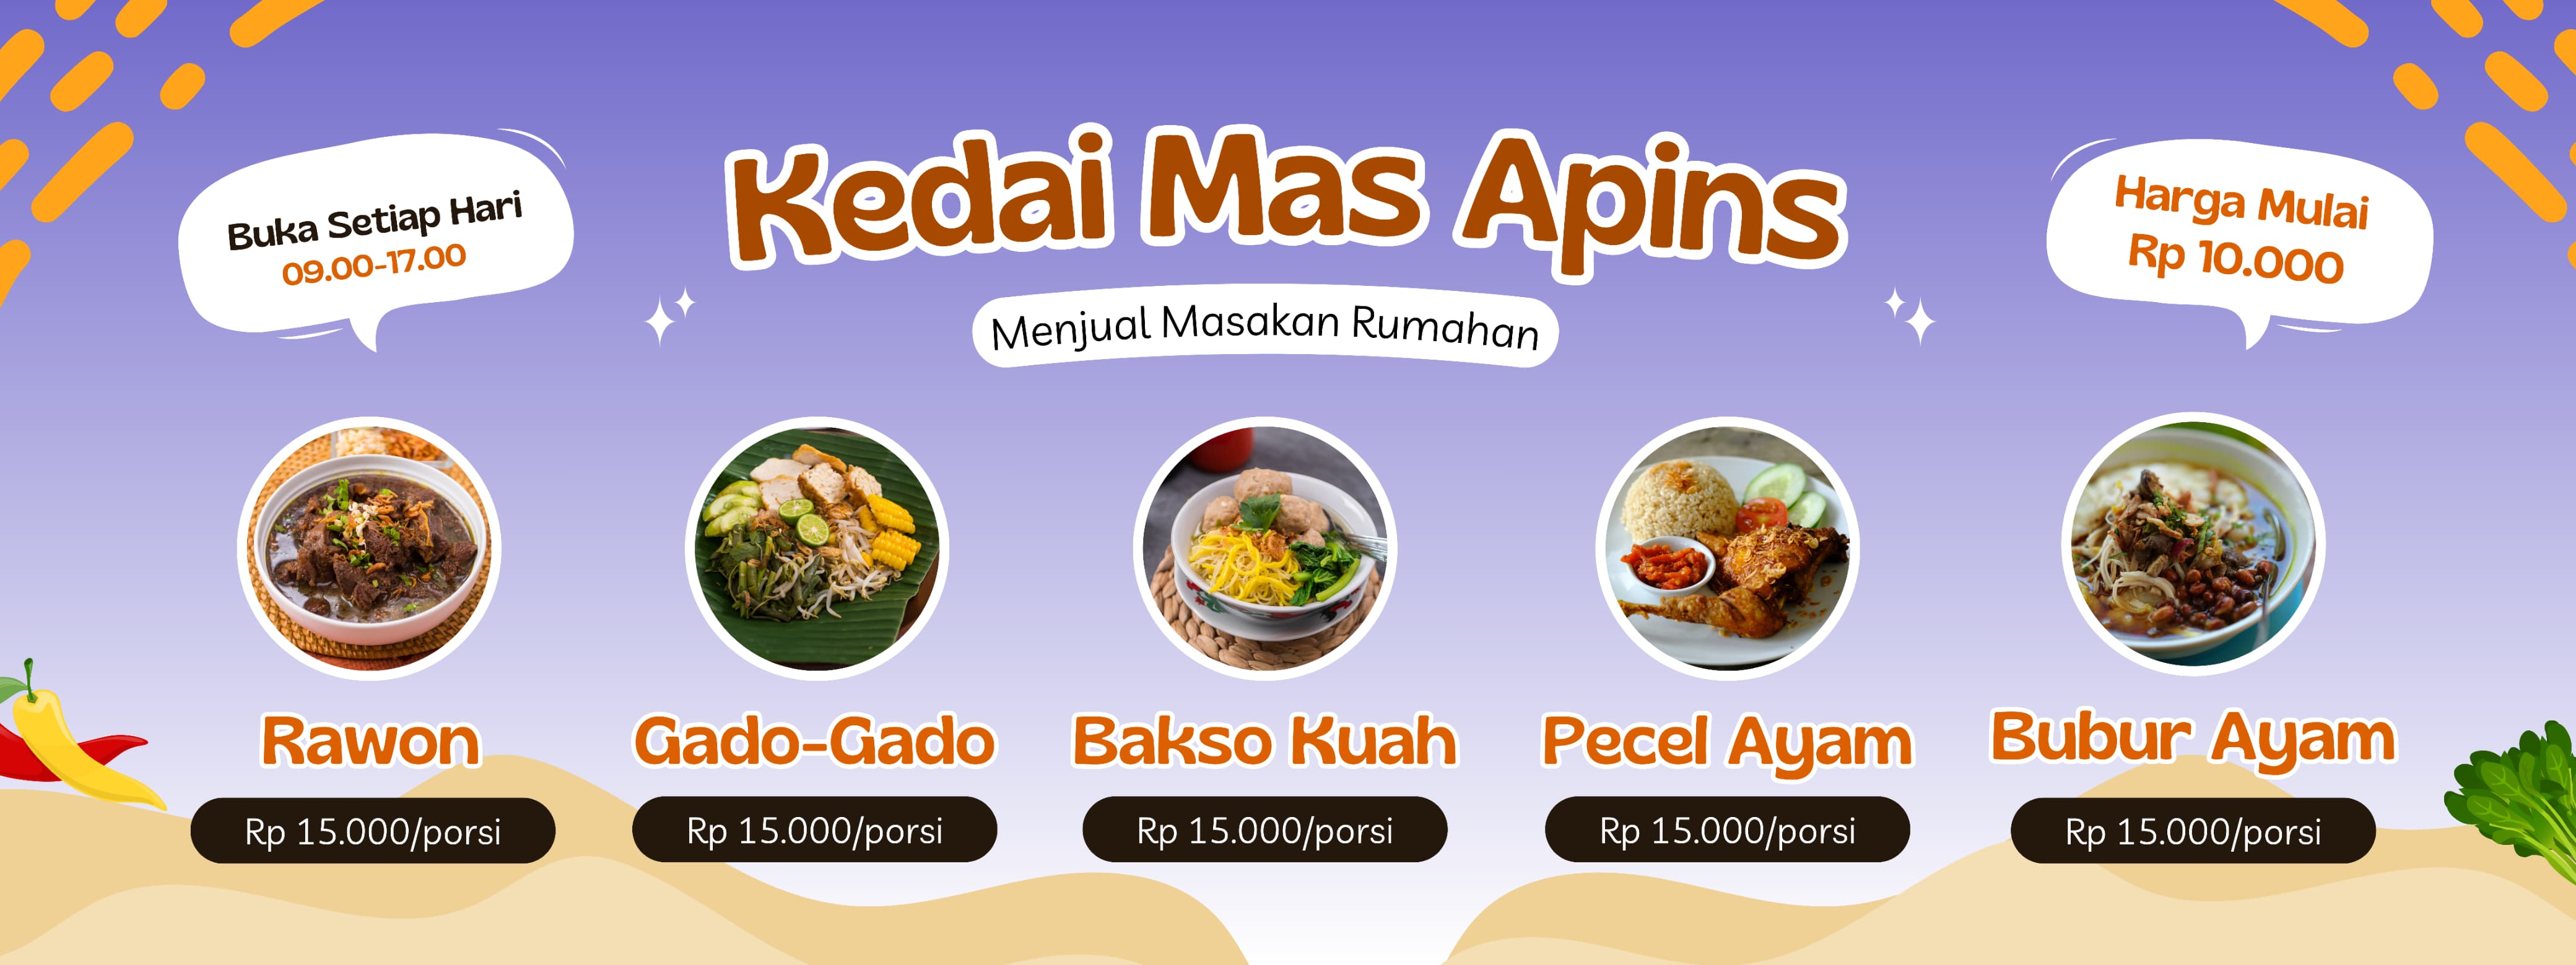 Kedai Mas Apins
Menjual Masakan Rumahan
Buka Setiap Hari
09.00-17.00
Harga Mulai
Rp 10.000
Rawon
Rp 15.000/porsi
Gado-Gado
Rp 15.000/porsi
Bakso Kuah
Rp 15.000/porsi
Pecel Ayam
Rp 15.000/porsi
Bubur Ayam
Rp 15.000/porsi